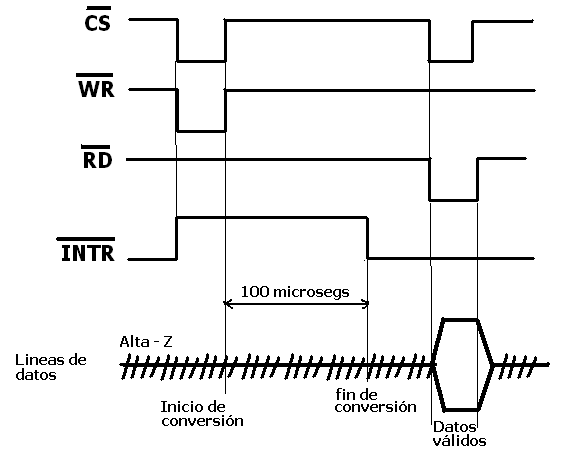 CS
WR
RD
INTR
100 microsegs
Alta - Z
Lineas de
datos
Inicio de
conversión
fin de
conversión
Datos
válidos